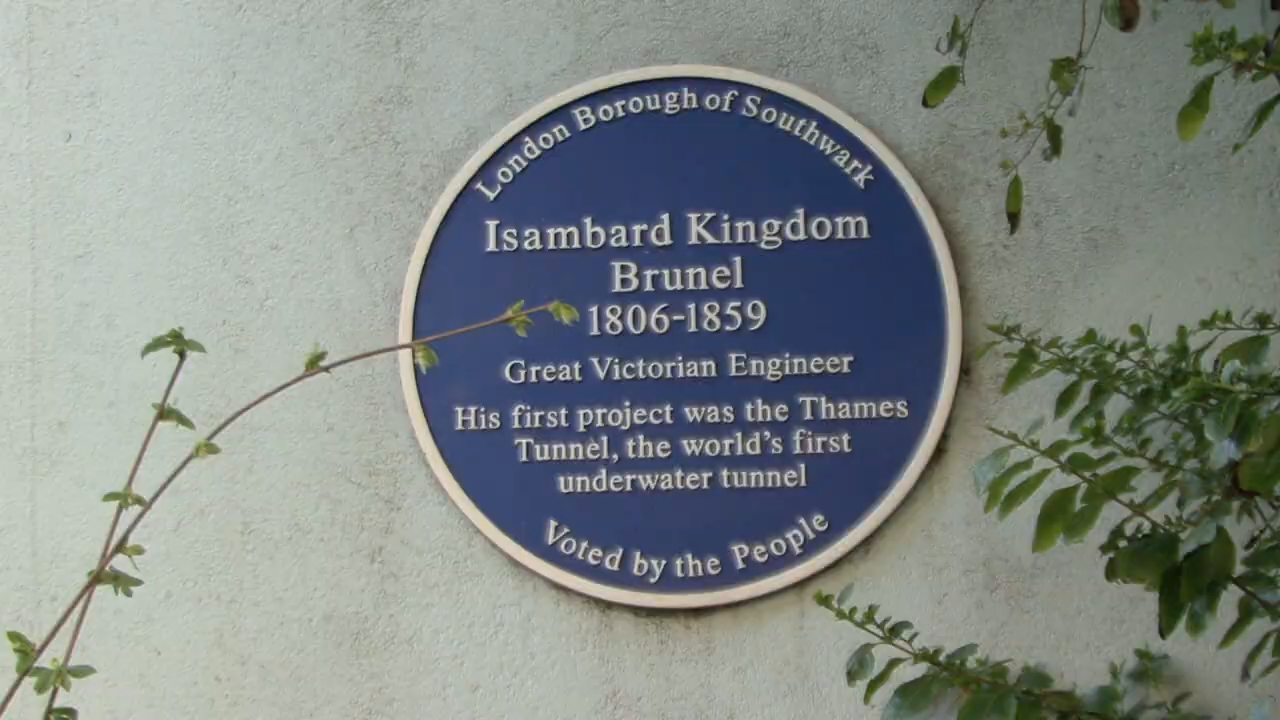 London Borough of Southwark
Isambard Kingdom
Brunel
1806-1859
Great Victorian Engineer
His first project was the Thames
Tunnel, the world's first
underwater tunnel
Voted by the People